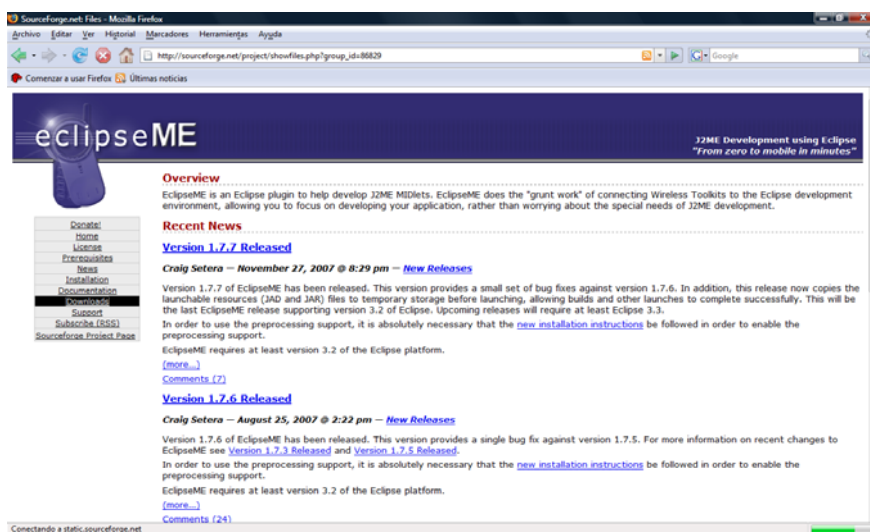 SourceForge.net: Files - Mozilla Firefox
Archivo Editar Ver Historial Marcadores Herramientas Ayuda
http://sourceforge.net/project/showfiles.php?group_id=86829
Google
Comenzar a usar Firefox Últimas noticias
eclipseME
J2ME Development using Eclipse
"From zero to mobile in minutes"
Donate!
Home
License
Prerequisites
News
Installation
Documentation
Downloads
Support
Subscribe (RSS)
Sourceforge Project Page
Overview
EclipseME is an Eclipse plugin to help develop J2ME MIDlets. EclipseME does the "grunt work" of connecting Wireless Toolkits to the Eclipse development
environment, allowing you to focus on developing your application, rather than worrying about the special needs of J2ME development.
Recent News
Version 1.7.7 Released
Craig Setera — November 27, 2007 @ 8:29 pm — New Releases
Version 1.7.7 of EclipseME has been released. This version provides a small set of bug fixes against version 1.7.6. In addition, this release now copies the
launchable resources (JAD and JAR) files to temporary storage before launching, allowing builds and other launches to complete successfully. This will be
the last EclipseME release supporting version 3.2 of Eclipse. Upcoming releases will require at least Eclipse 3.3.
In order to use the preprocessing support, it is absolutely necessary that the new installation instructions be followed in order to enable the
preprocessing support.
EclipseME requires at least version 3.2 of the Eclipse platform.
(more...)
Comments (7)
Version 1.7.6 Released
Craig Setera — August 25, 2007 @ 2:22 pm — New Releases
Version 1.7.6 of EclipseME has been released. This version provides a single bug fix against version 1.7.5. For more information on recent changes to
EclipseME see Version 1.7.3 Released and Version 1.7.5 Released.
In order to use the preprocessing support, it is absolutely necessary that the new installation instructions be followed in order to enable the
preprocessing support.
EclipseME requires at least version 3.2 of the Eclipse platform.
(more...)
Comments (24)
Conectando a static.sourceforge.net